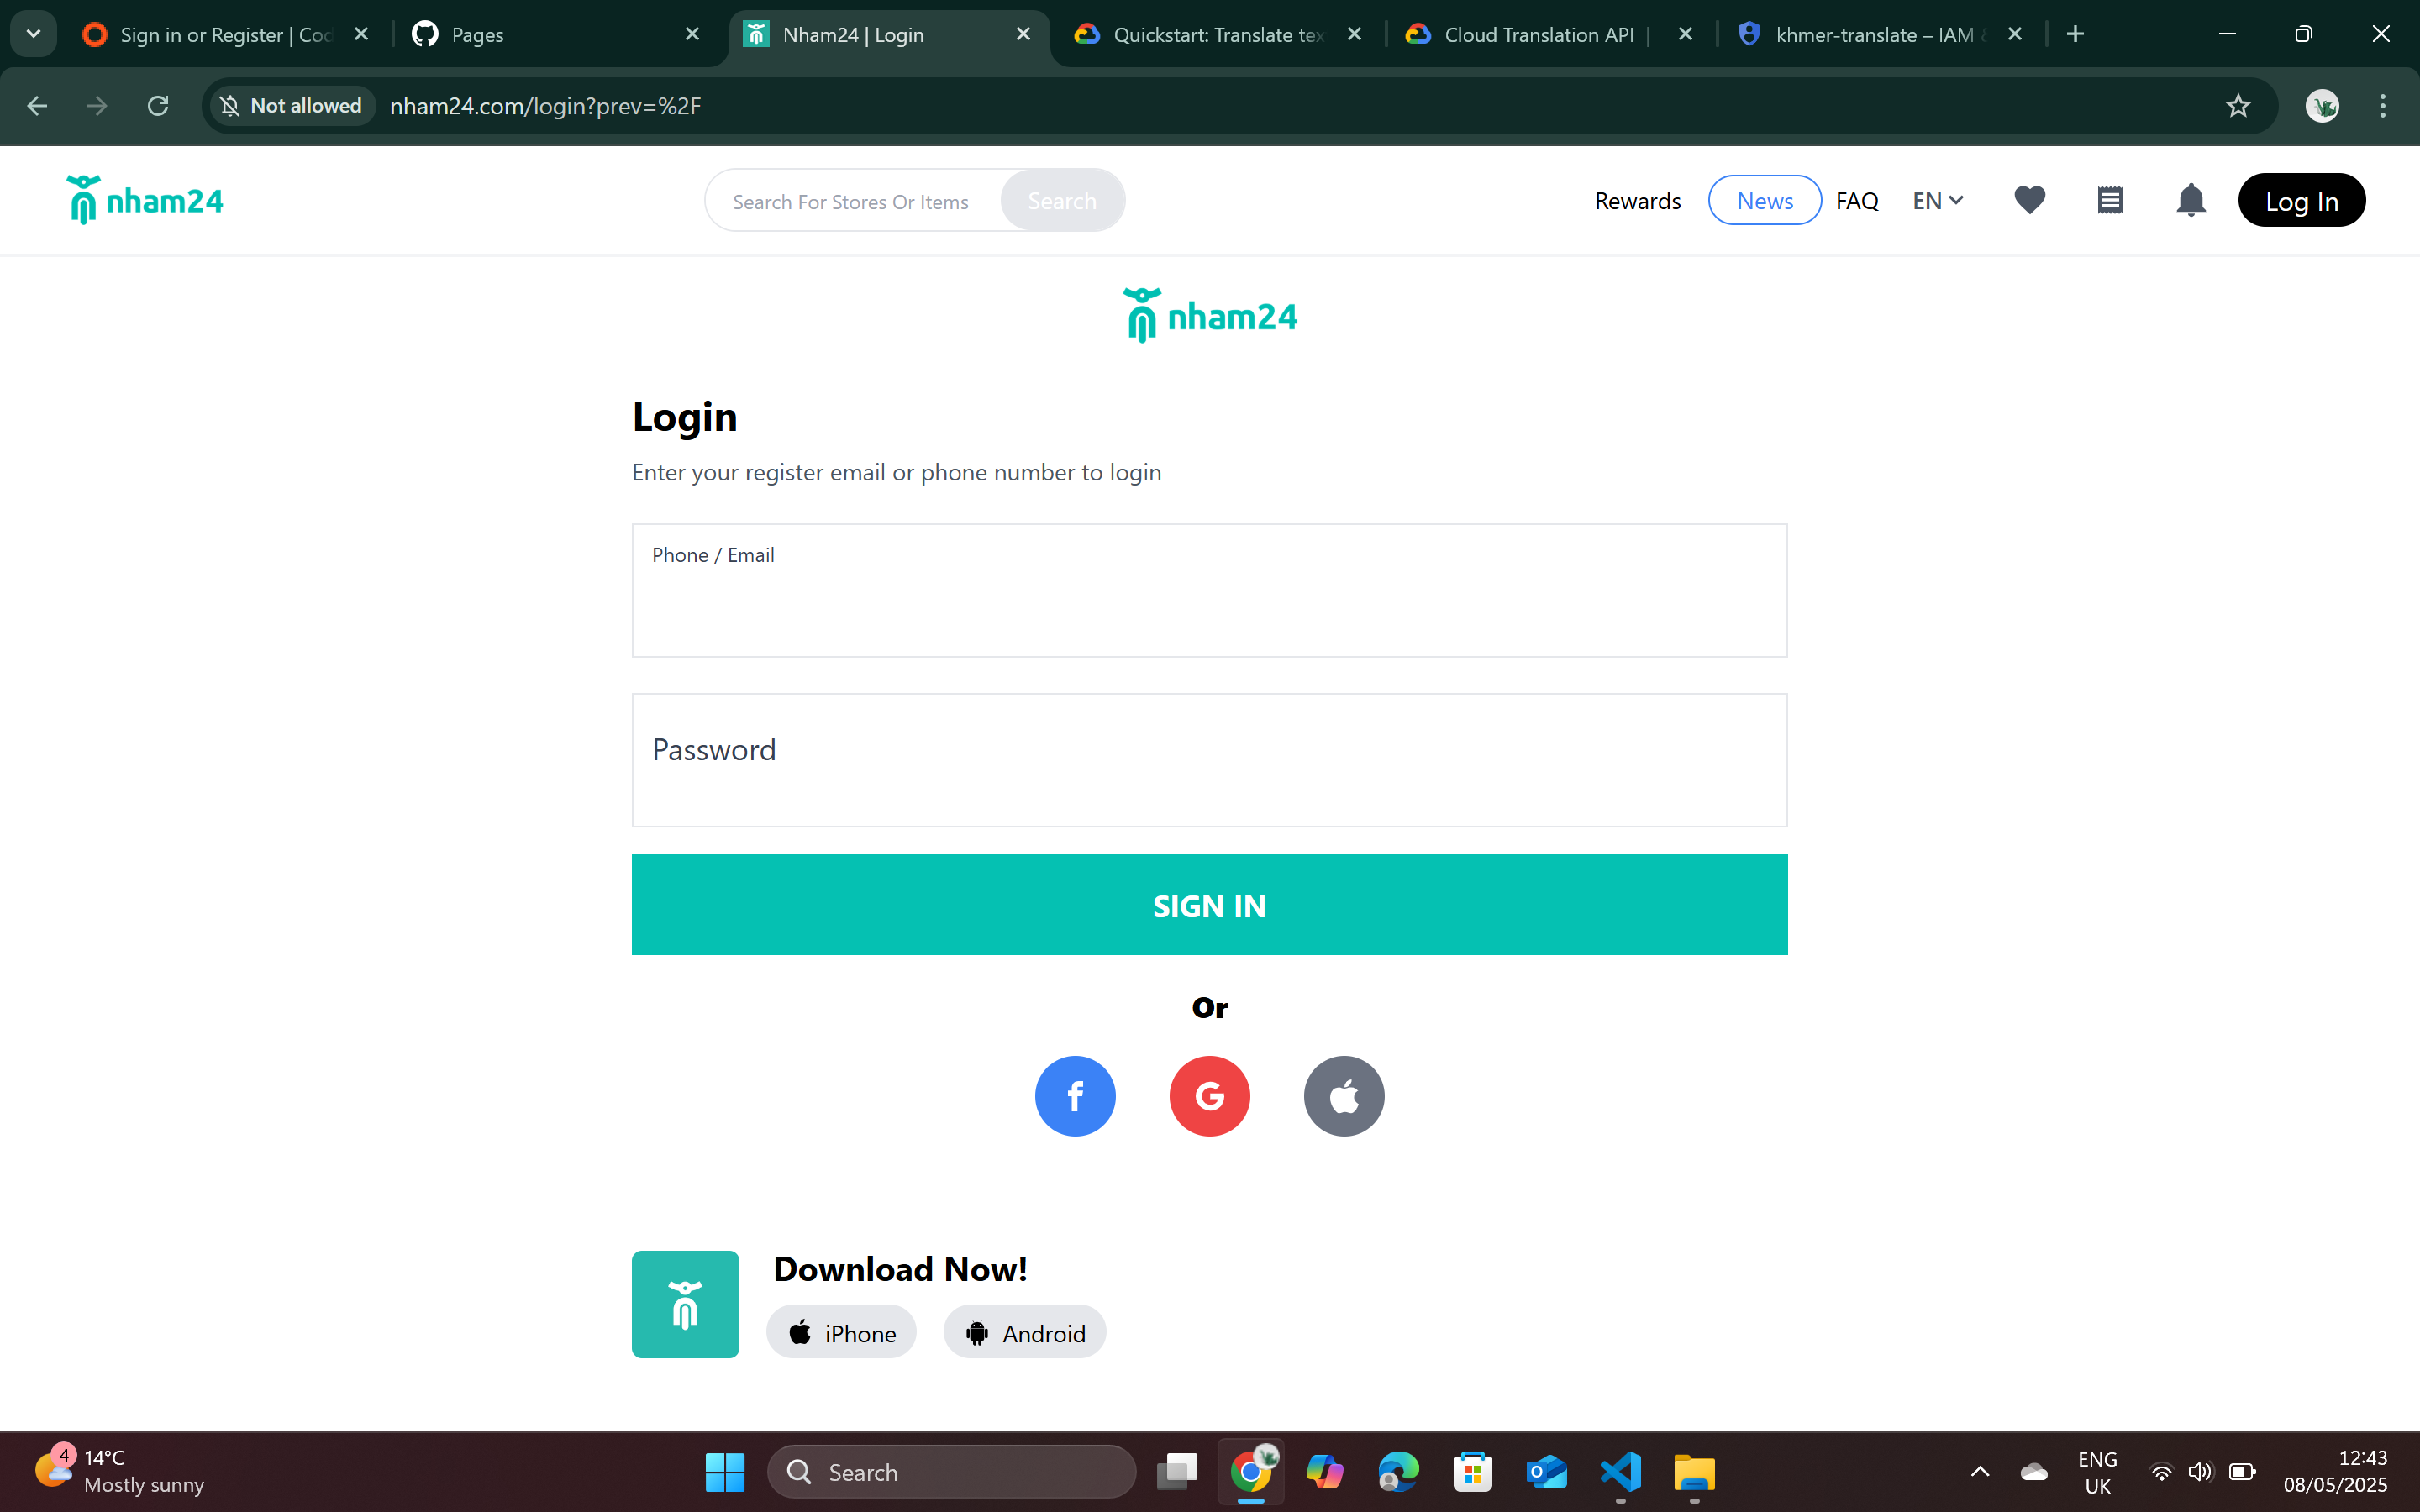 Sign in or Register | Cod
Pages
Nham24 | Login
Quickstart: Translate tex
Cloud Translation API |
khmer-translate – IAM &
Not allowed
nham24.com/login?prev=%2F
nham24
Search For Stores Or Items
Search
Rewards
News
FAQ
EN
Log In
nham24
Login
Enter your register email or phone number to login
Phone / Email
Password
SIGN IN
Or
Download Now!
iPhone
Android
4
14°C
Mostly sunny
Search
ENG
UK
12:43
08/05/2025